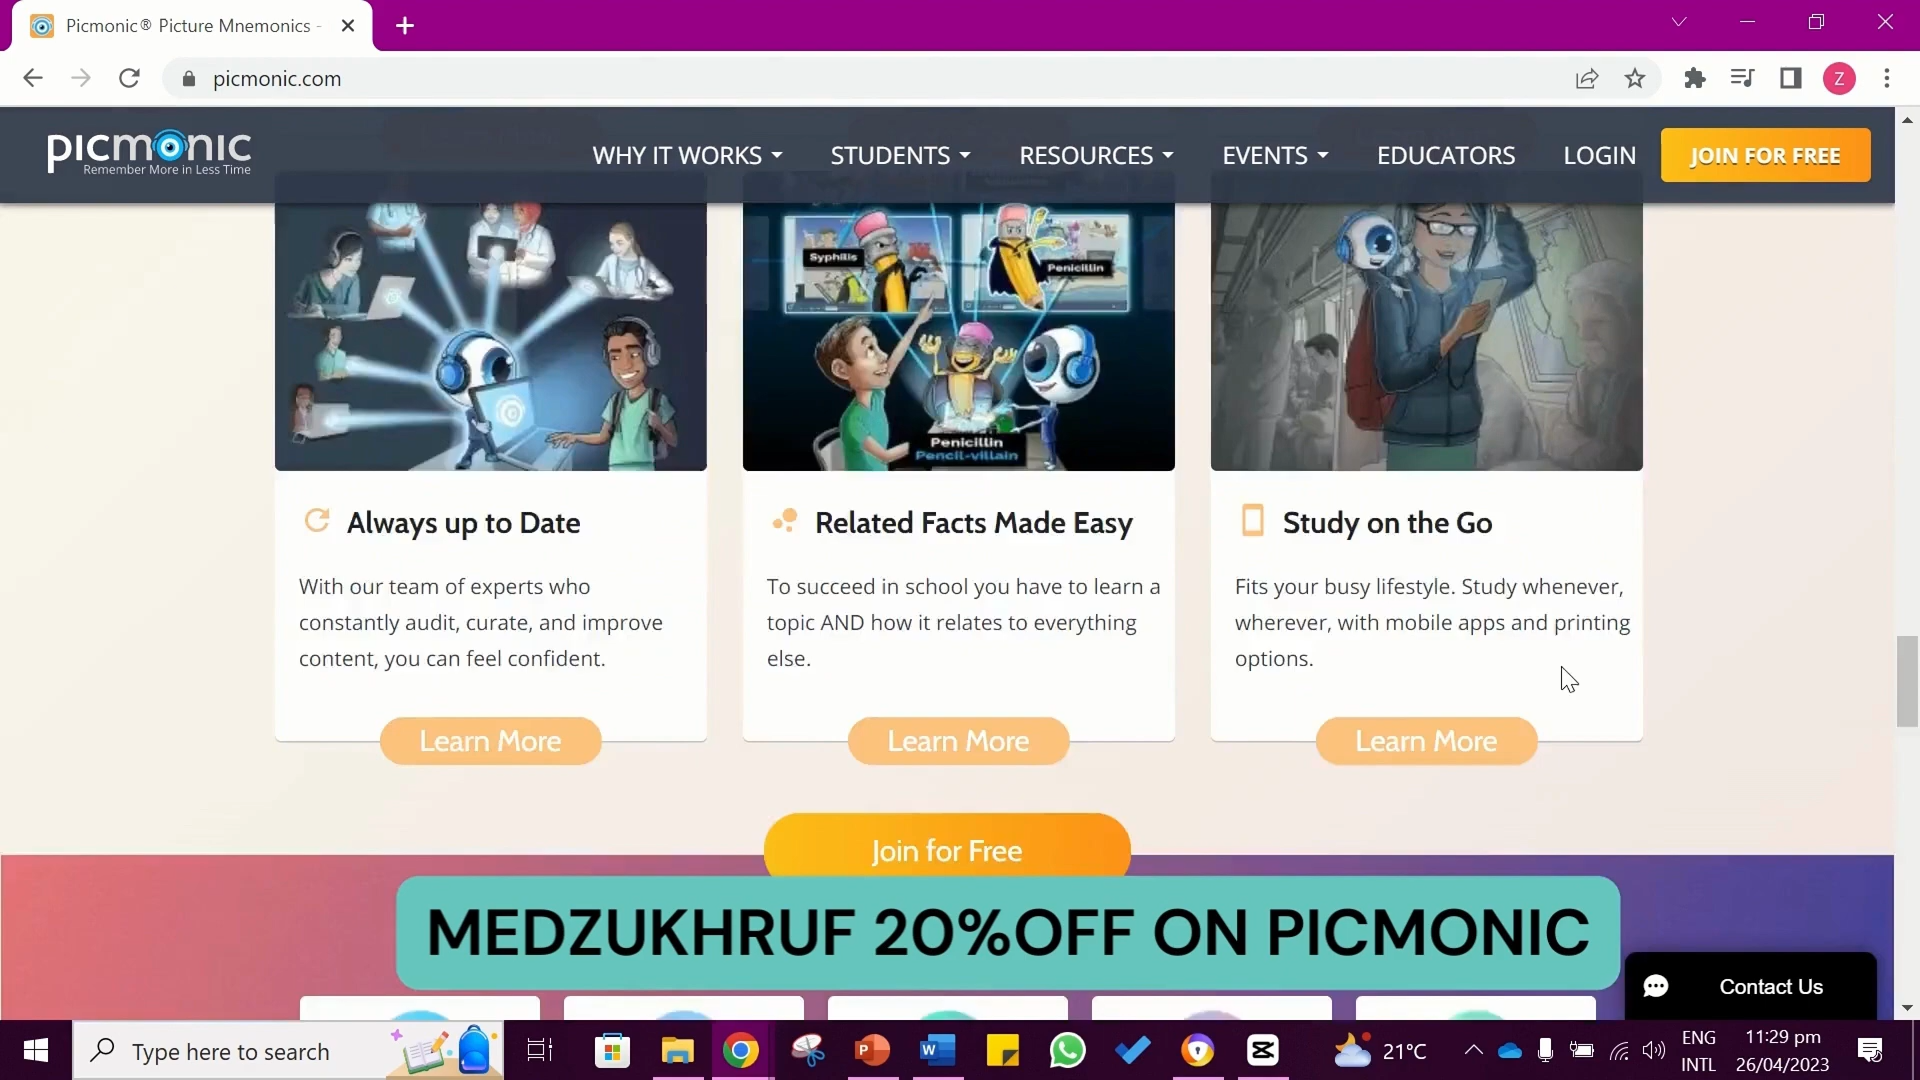 Picmonic® Picture Mnemonics -
picmonic.com
Z
picmonic
Remember More in Less Time
WHY IT WORKS
STUDENTS
RESOURCES
EVENTS
EDUCATORS
LOGIN
JOIN FOR FREE
Syphilis
Penicillin
Penicillin
Pencil-villain
Always up to Date
With our team of experts who
constantly audit, curate, and improve
content, you can feel confident.
Learn More
Related Facts Made Easy
To succeed in school you have to learn a
topic AND how it relates to everything
else.
Learn More
Study on the Go
Fits your busy lifestyle. Study whenever,
wherever, with mobile apps and printing
options.
Learn More
Join for Free
MEDZUKHRUF 20%OFF ON PICMONIC
Contact Us
Type here to search
21°C
ENG
INTL
11:29 pm
26/04/2023